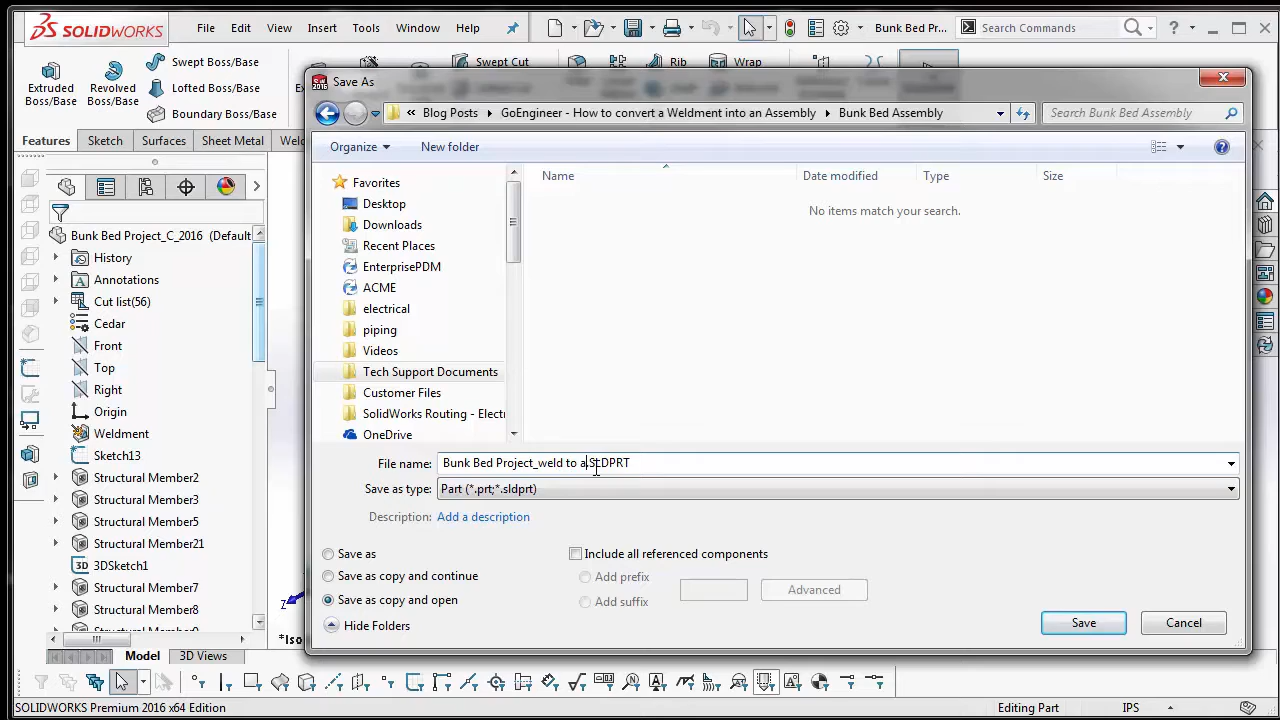 SOLIDWORKS
File Edit View Insert Tools Window Help
Bunk Bed Pr...
Search Commands
Extruded Boss/Base
Revolved Boss/Base
Swept Boss/Base
Lofted Boss/Base
Boundary Boss/Base
Swept Cut
Rib
Wrap
Features Sketch Surfaces Sheet Metal Weld
Bunk Bed Project_C_2016 (Default
History
Annotations
Cut list(56)
Cedar
Front
Top
Right
Origin
Weldment
Sketch13
Structural Member2
Structural Member3
Structural Member5
Structural Member21
3D 3DSketch1
Structural Member7
Structural Member8
Z
*Iso
Save As
« Blog Posts GoEngineer - How to convert a Weldment into an Assembly Bunk Bed Assembly
Search Bunk Bed Assembly
Organize New folder
Favorites
Desktop
Downloads
Recent Places
EnterprisePDM
ACME
electrical
piping
Videos
Tech Support Documents
Customer Files
SolidWorks Routing - Electr
OneDrive
Name Date modified Type Size
No items match your search.
File name: Bunk Bed Project_weld to a.SLDPRT
Save as type: Part (*.prt;*.sldprt)
Description: Add a description
Save as
Save as copy and continue
Save as copy and open
Include all referenced components
Add prefix
Add suffix
Advanced
Hide Folders
Save Cancel
Model 3D Views
SOLIDWORKS Premium 2016 x64 Edition
Editing Part
IPS